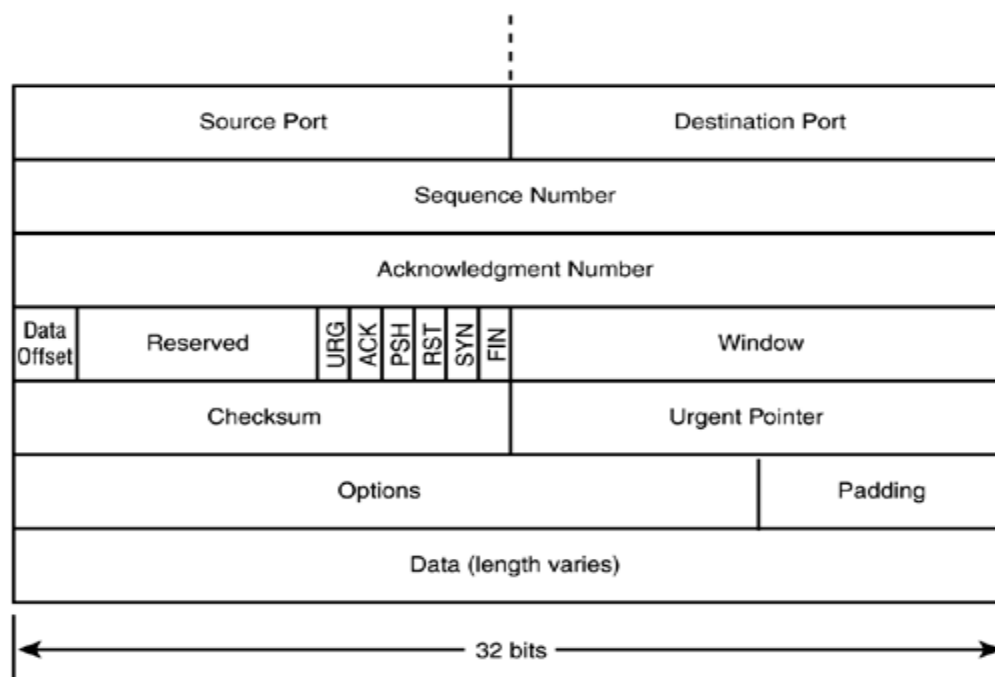 Source Port
Destination Port
Sequence Number
Acknowledgment Number
Data
Offset
Reserved
URG
ACK
PSH
RST
SYN
FIN
Window
Checksum
Urgent Pointer
Options
Padding
Data (length varies)
32 bits